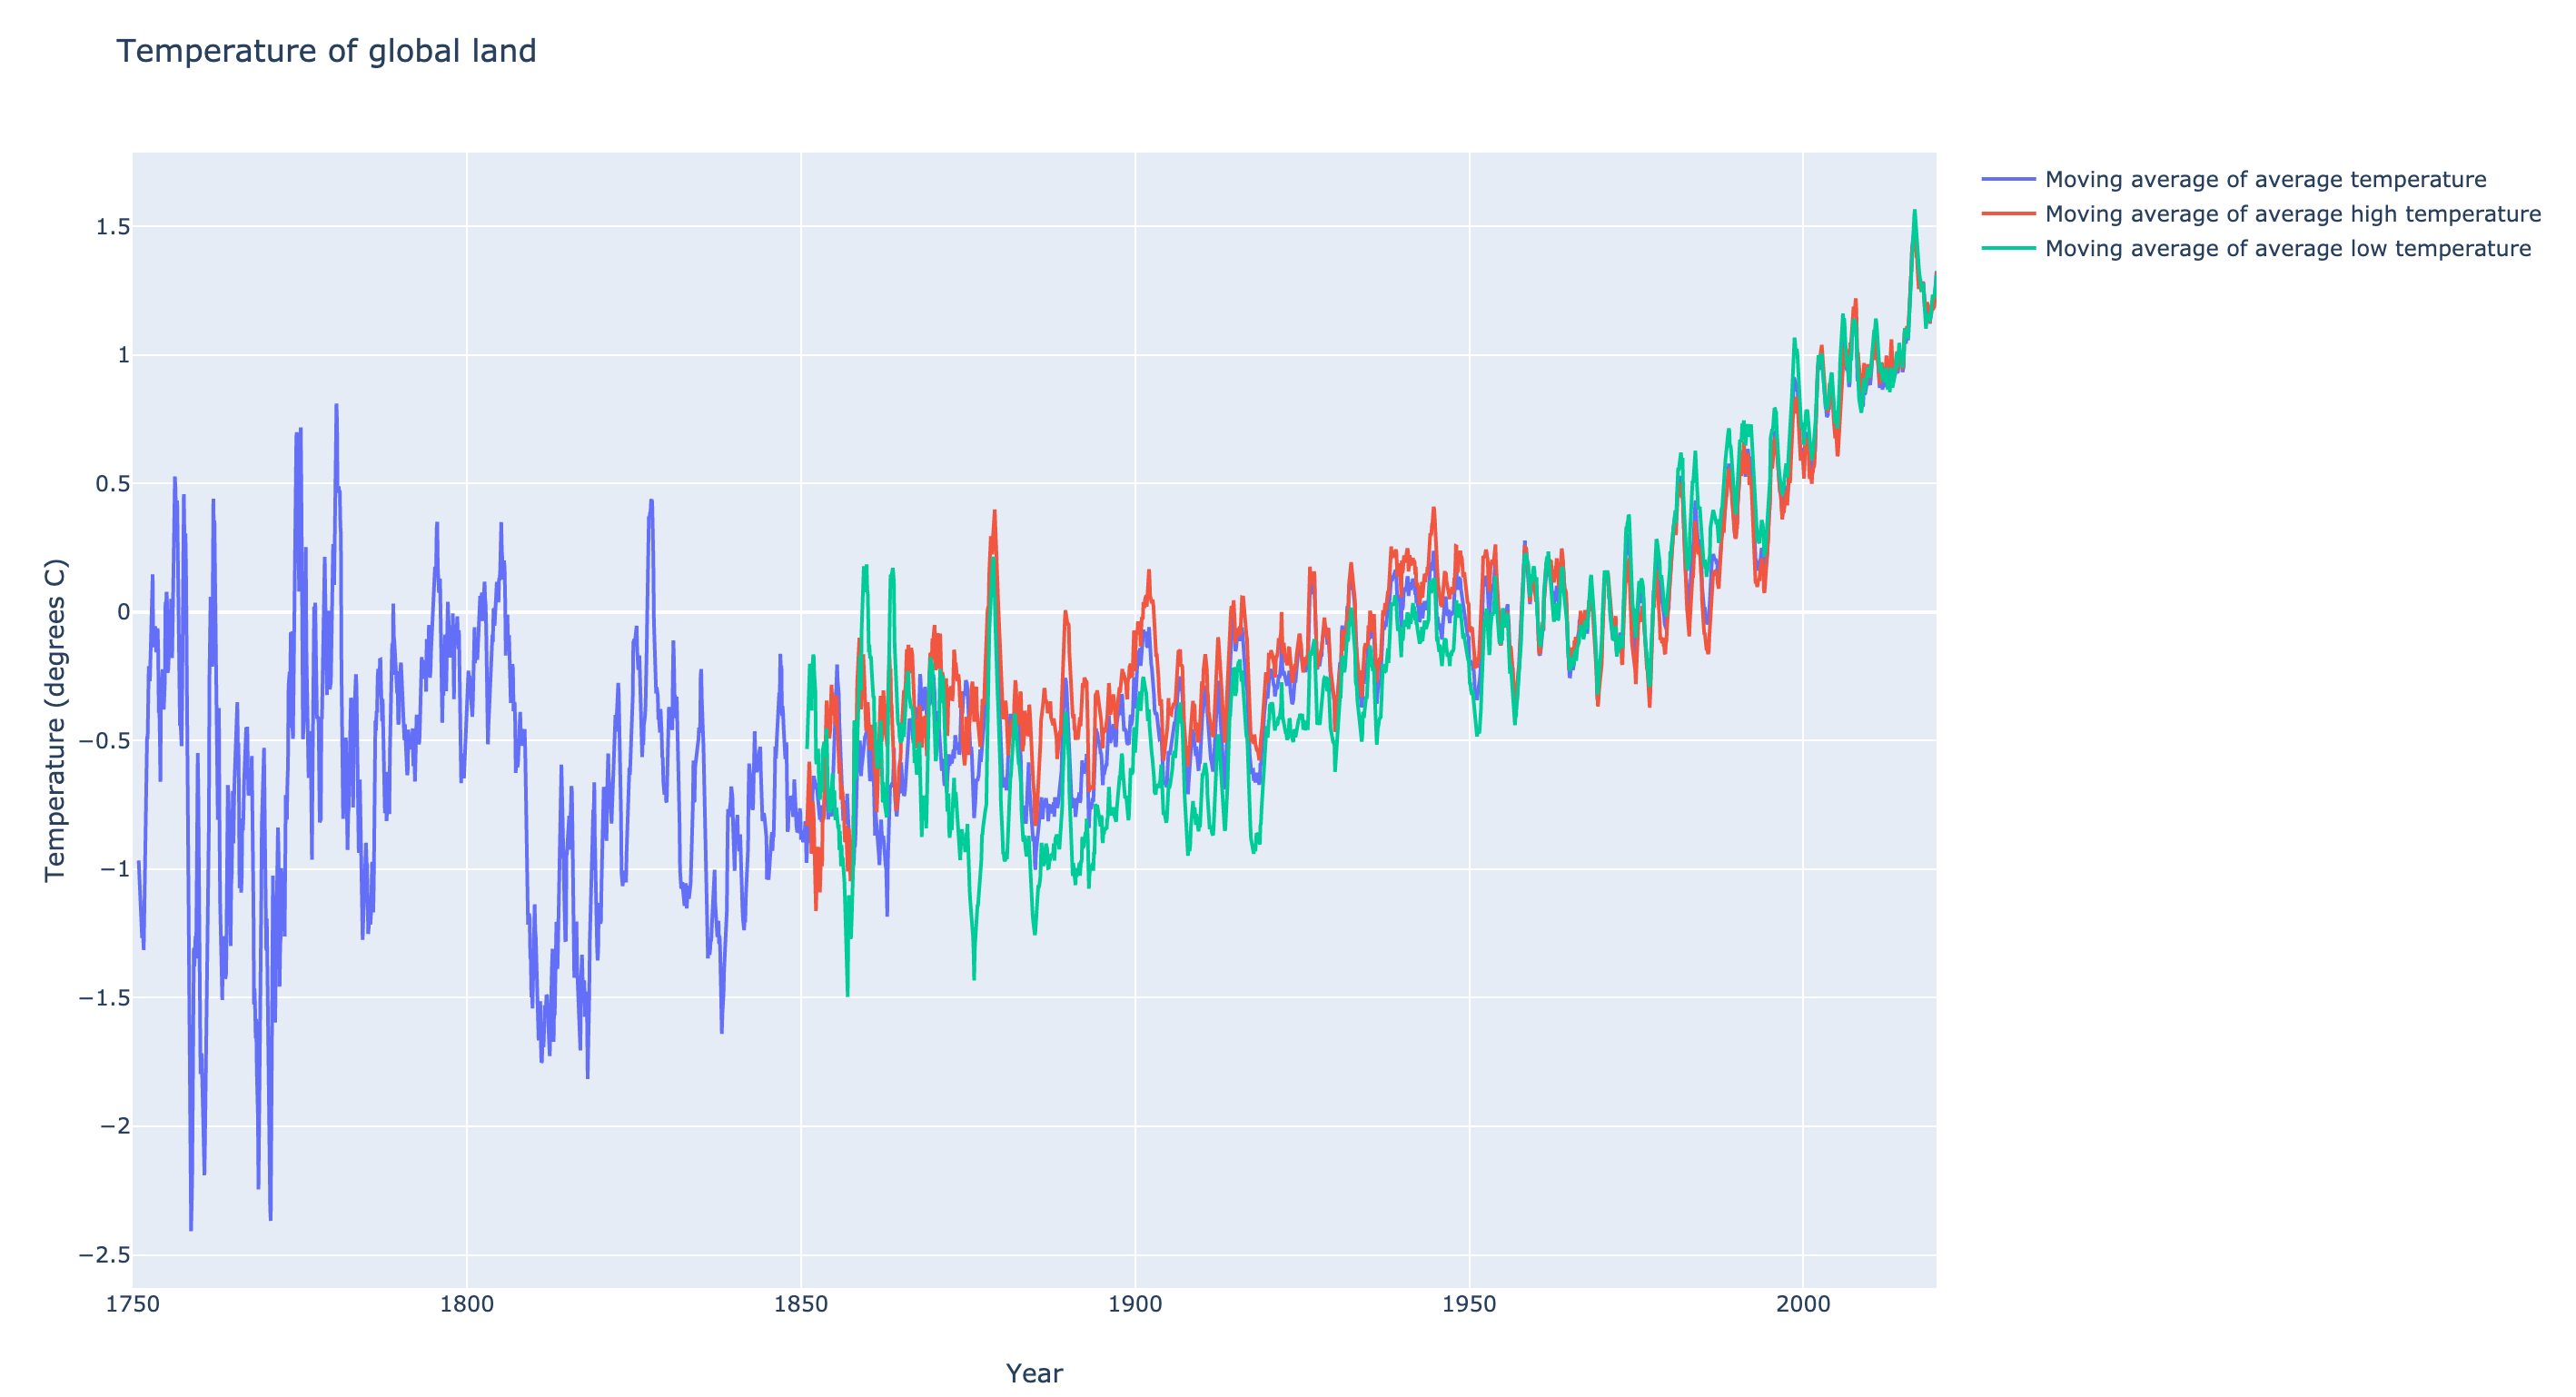 Temperature of global land
Moving average of average temperature
Moving average of average high temperature
Moving average of average low temperature
Temperature (degrees C)
1.5
1
0.5
0
−0.5
−1
−1.5
−2
−2.5
1750
1800
1850
1900
1950
2000
Year